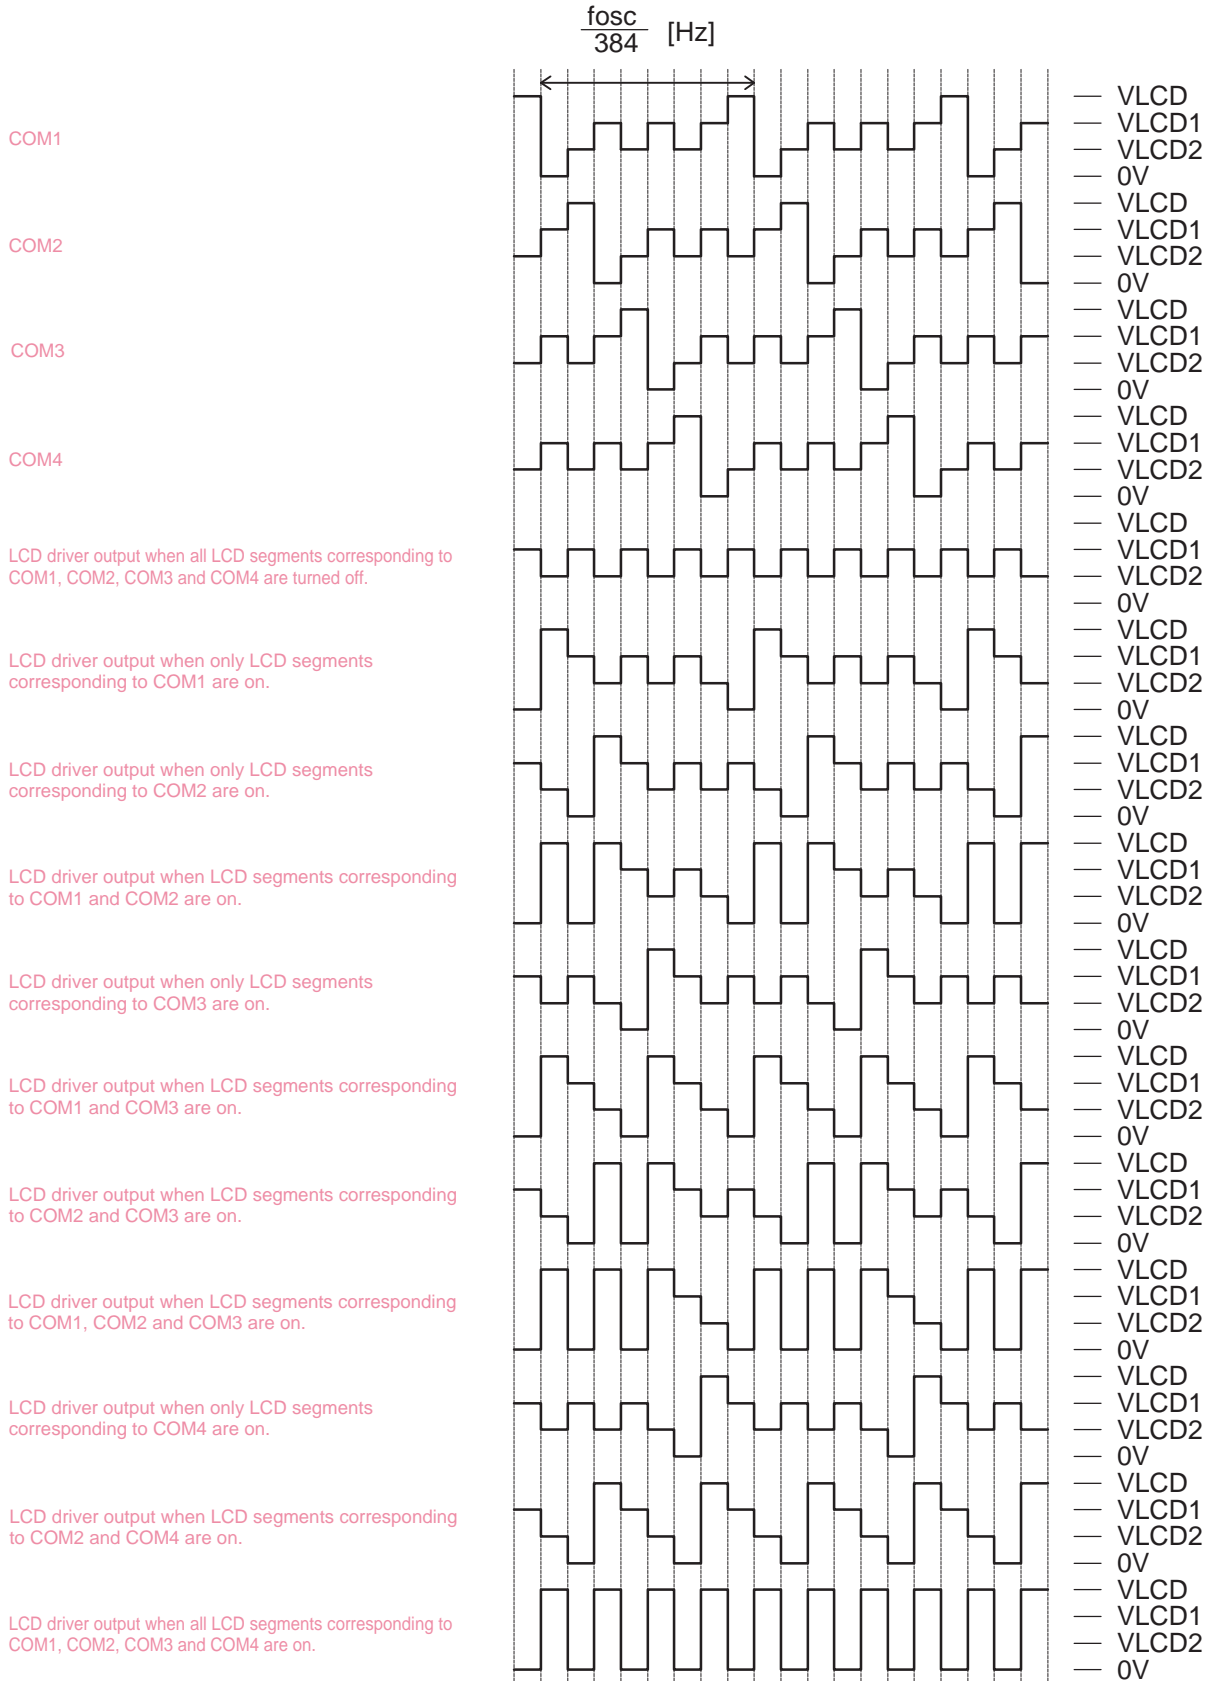 fosc
384
[Hz]
COM1
VLCD
VLCD1
VLCD2
0V
COM2
VLCD
VLCD1
VLCD2
0V
COM3
VLCD
VLCD1
VLCD2
0V
COM4
VLCD
VLCD1
VLCD2
0V
LCD driver output when all LCD segments corresponding to
COM1, COM2, COM3 and COM4 are turned off.
VLCD
VLCD1
VLCD2
0V
LCD driver output when only LCD segments
corresponding to COM1 are on.
VLCD
VLCD1
VLCD2
0V
LCD driver output when only LCD segments
corresponding to COM2 are on.
VLCD
VLCD1
VLCD2
0V
LCD driver output when LCD segments corresponding
to COM1 and COM2 are on.
VLCD
VLCD1
VLCD2
0V
LCD driver output when only LCD segments
corresponding to COM3 are on.
VLCD
VLCD1
VLCD2
0V
LCD driver output when LCD segments corresponding
to COM1 and COM3 are on.
VLCD
VLCD1
VLCD2
0V
LCD driver output when LCD segments corresponding
to COM2 and COM3 are on.
VLCD
VLCD1
VLCD2
0V
LCD driver output when LCD segments corresponding
to COM1, COM2 and COM3 are on.
VLCD
VLCD1
VLCD2
0V
LCD driver output when only LCD segments
corresponding to COM4 are on.
VLCD
VLCD1
VLCD2
0V
LCD driver output when LCD segments corresponding
to COM2 and COM4 are on.
VLCD
VLCD1
VLCD2
0V
LCD driver output when all LCD segments corresponding to
COM1, COM2, COM3 and COM4 are on.
VLCD
VLCD1
VLCD2
0V